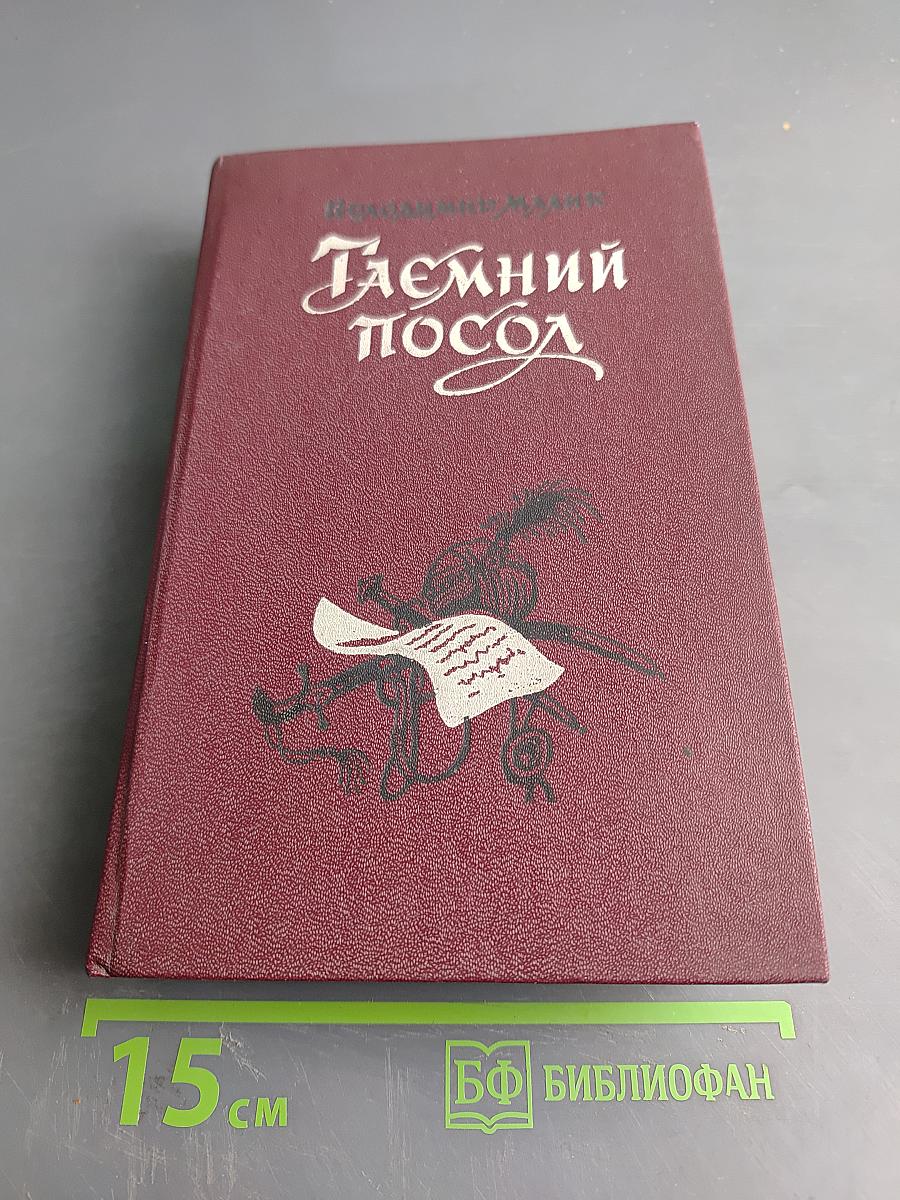 Володимир Малик
Таємний
посол
15 см
БФ БИБЛИОФАН